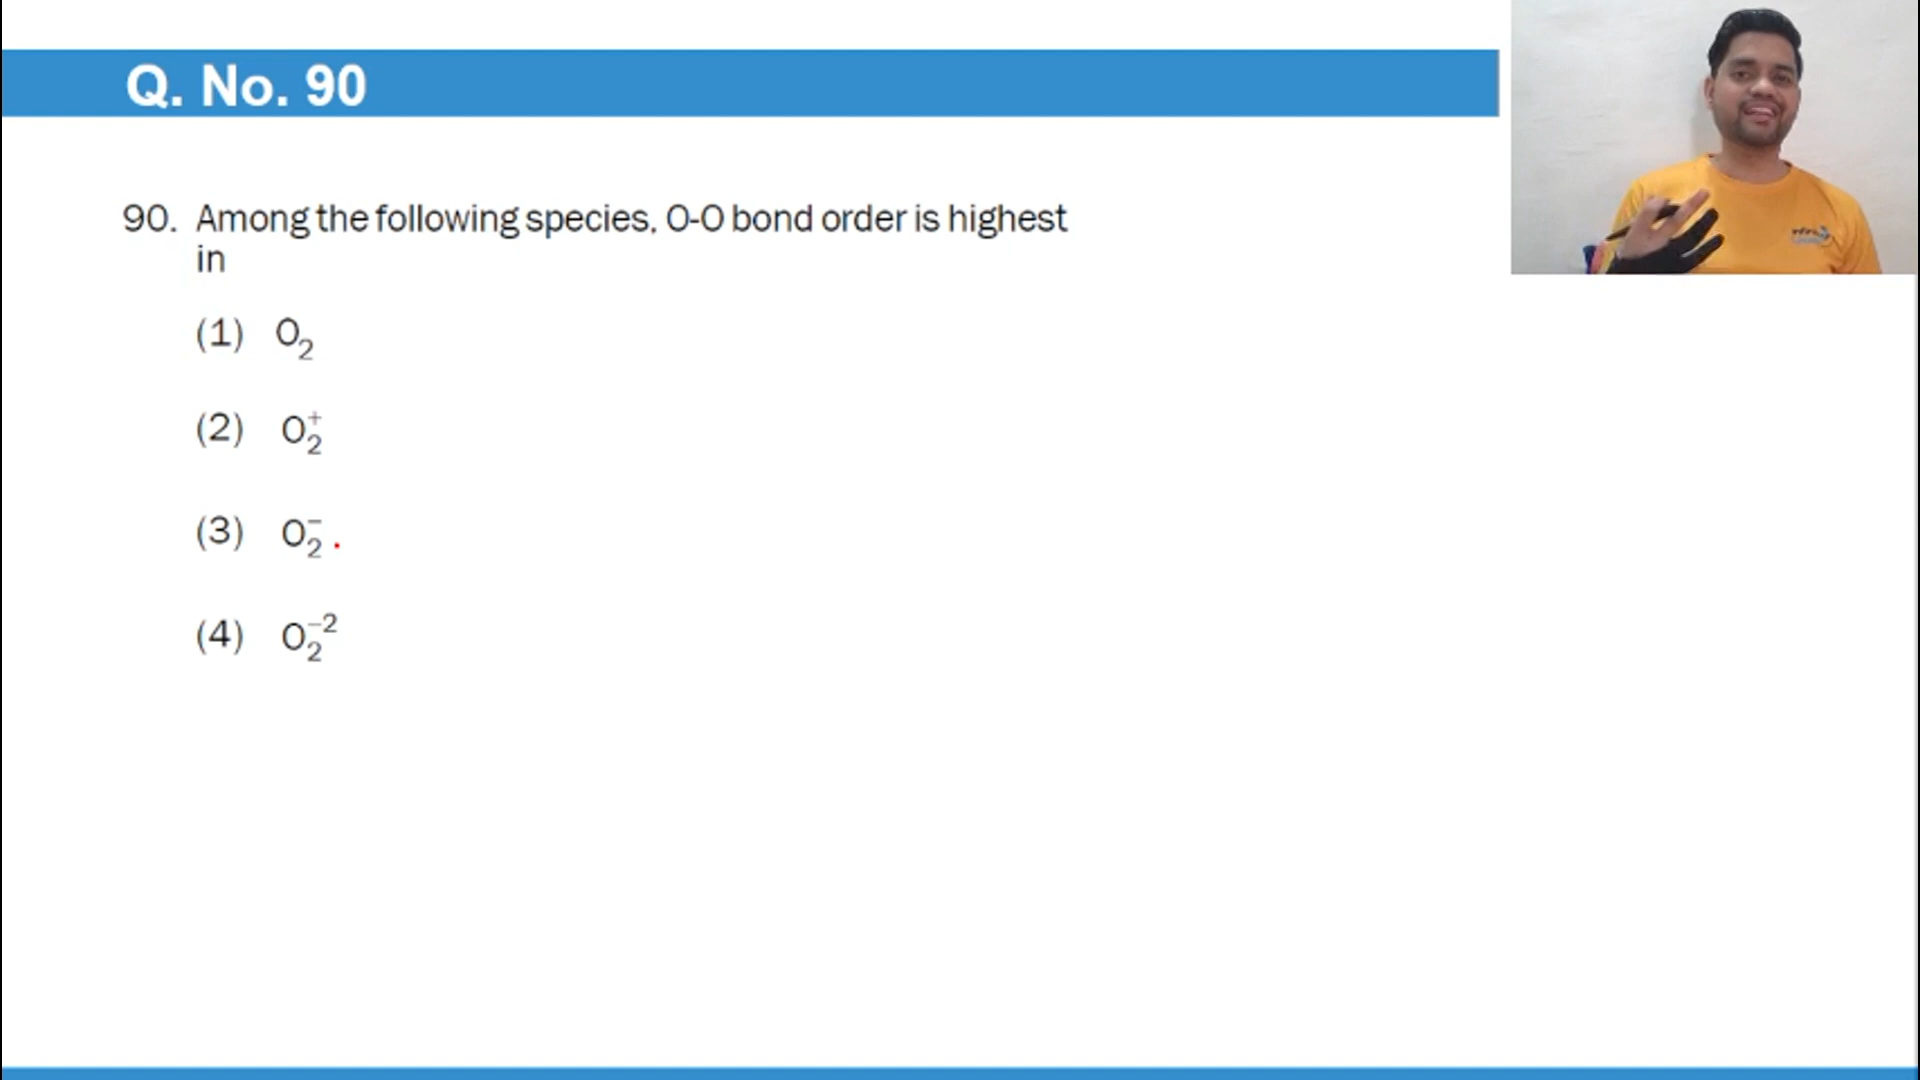 Q. No. 90
90. Among the following species, O-O bond order is highest
in
(1) O₂
(2) O₂⁺
(3) O₂⁻
(4) O₂⁻²